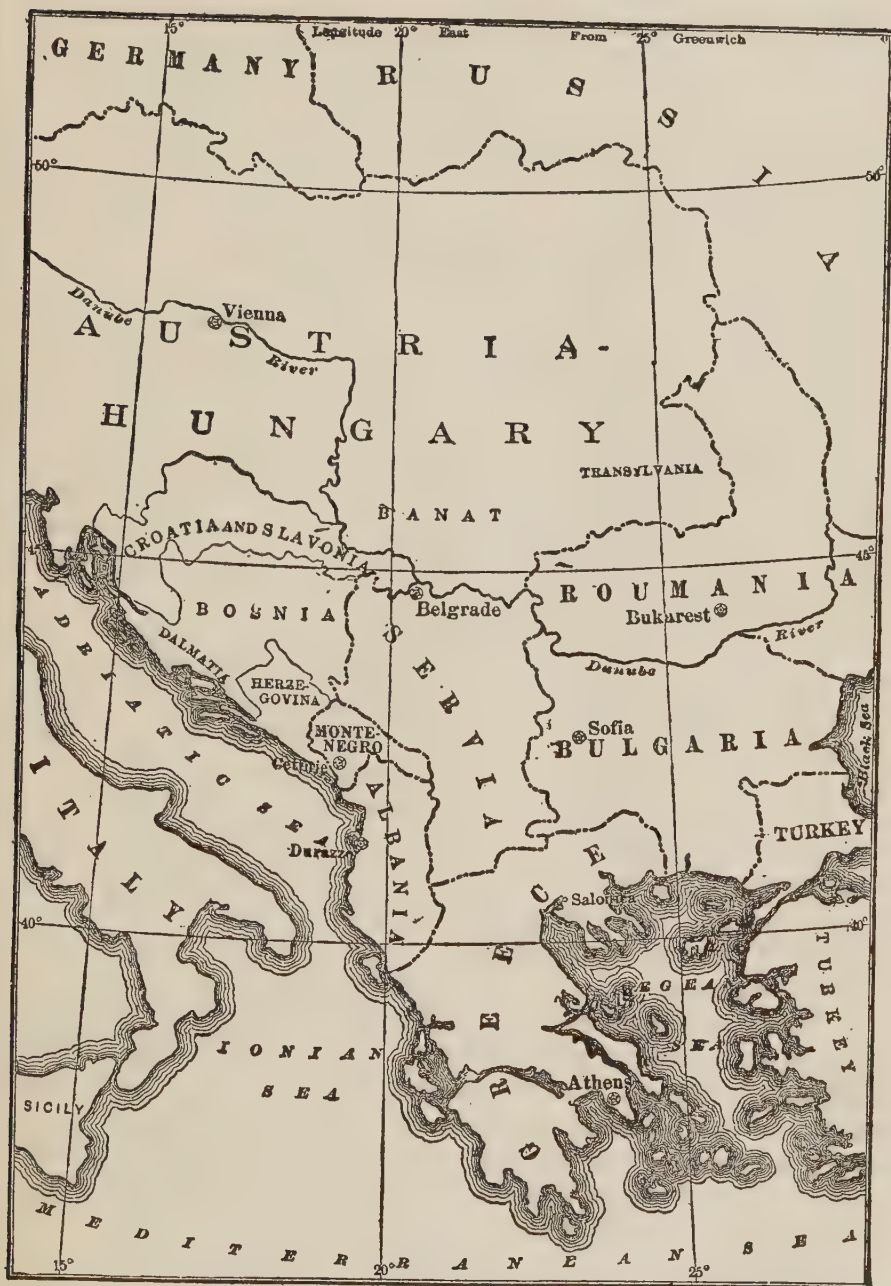 15° Longitude 20° East From 25° Greenwich
GERMANY
RUSSIA
50° 50°
Danube River
Vienna
AUSTRIA-
HUNGARY
TRANSYLVANIA
BANAT
CROATIA AND SLAVONIA
45° 45°
ROUMANIA
BOSNIA
Belgrade
Bukarest
DALMATIA
Danube River
SERVIA
HERZE-
GOVINA
MONTE-
NEGRO
Sofia
BULGARIA
Black Sea
ADRIATIC SEA
ITALY
ALBANIA
Durazzo
TURKEY
GREECE
Salonica
40° 40°
TURKEY
EGEAN
SEA
IONIAN
SEA
Athens
SICILY
MEDITERRANEAN SEA
15° 20° 25°